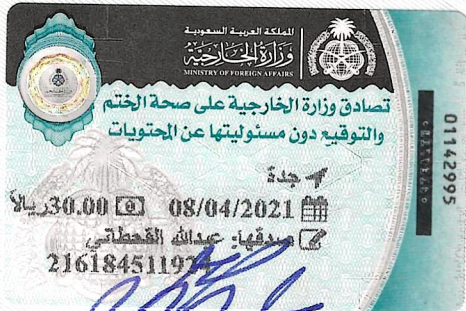 المملكة العربية السعودية
وزارة الخارجية
MINISTRY OF FOREIGN AFFAIRS
تصادق وزارة الخارجية على صحة الختم
والتوقيع دون مسئوليتها عن المحتويات
جدة
08/04/2021 30.00 ريالاً
صدقها: عبدالله القحطاني
01142995